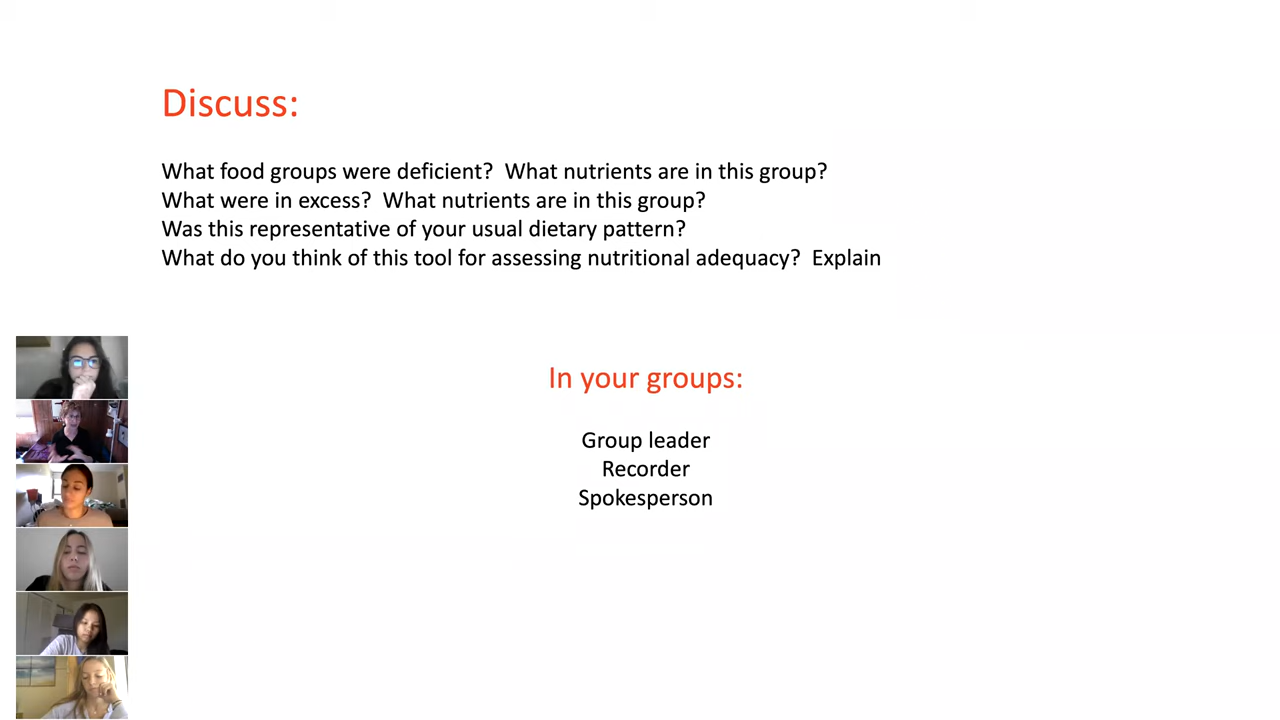 Discuss:
What food groups were deficient?  What nutrients are in this group?
What were in excess?  What nutrients are in this group?
Was this representative of your usual dietary pattern?
What do you think of this tool for assessing nutritional adequacy?  Explain
In your groups:
Group leader
Recorder
Spokesperson